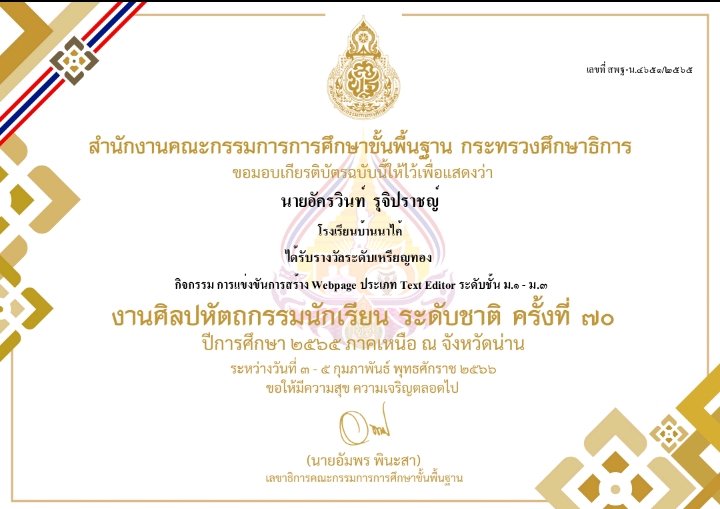 เลขที่ สพฐ-น.๔๖๕๑/๒๕๖๕
สำนักงานคณะกรรมการการศึกษาขั้นพื้นฐาน กระทรวงศึกษาธิการ
ขอมอบเกียรติบัตรฉบับนี้ให้ไว้เพื่อแสดงว่า
นายอัครวินท์ รุจิปราชญ์
โรงเรียนบ้านนาไค้
ได้รับรางวัลระดับเหรียญทอง
กิจกรรม การแข่งขันการสร้าง Webpage ประเภท Text Editor ระดับชั้น ม.๑ - ม.๓
งานศิลปหัตถกรรมนักเรียน ระดับชาติ ครั้งที่ ๗๐
ปีการศึกษา ๒๕๖๕ ภาคเหนือ ณ จังหวัดน่าน
ระหว่างวันที่ ๓ - ๕ กุมภาพันธ์ พุทธศักราช ๒๕๖๖
ขอให้มีความสุข ความเจริญตลอดไป
(นายอัมพร พินะสา)
เลขาธิการคณะกรรมการการศึกษาขั้นพื้นฐาน